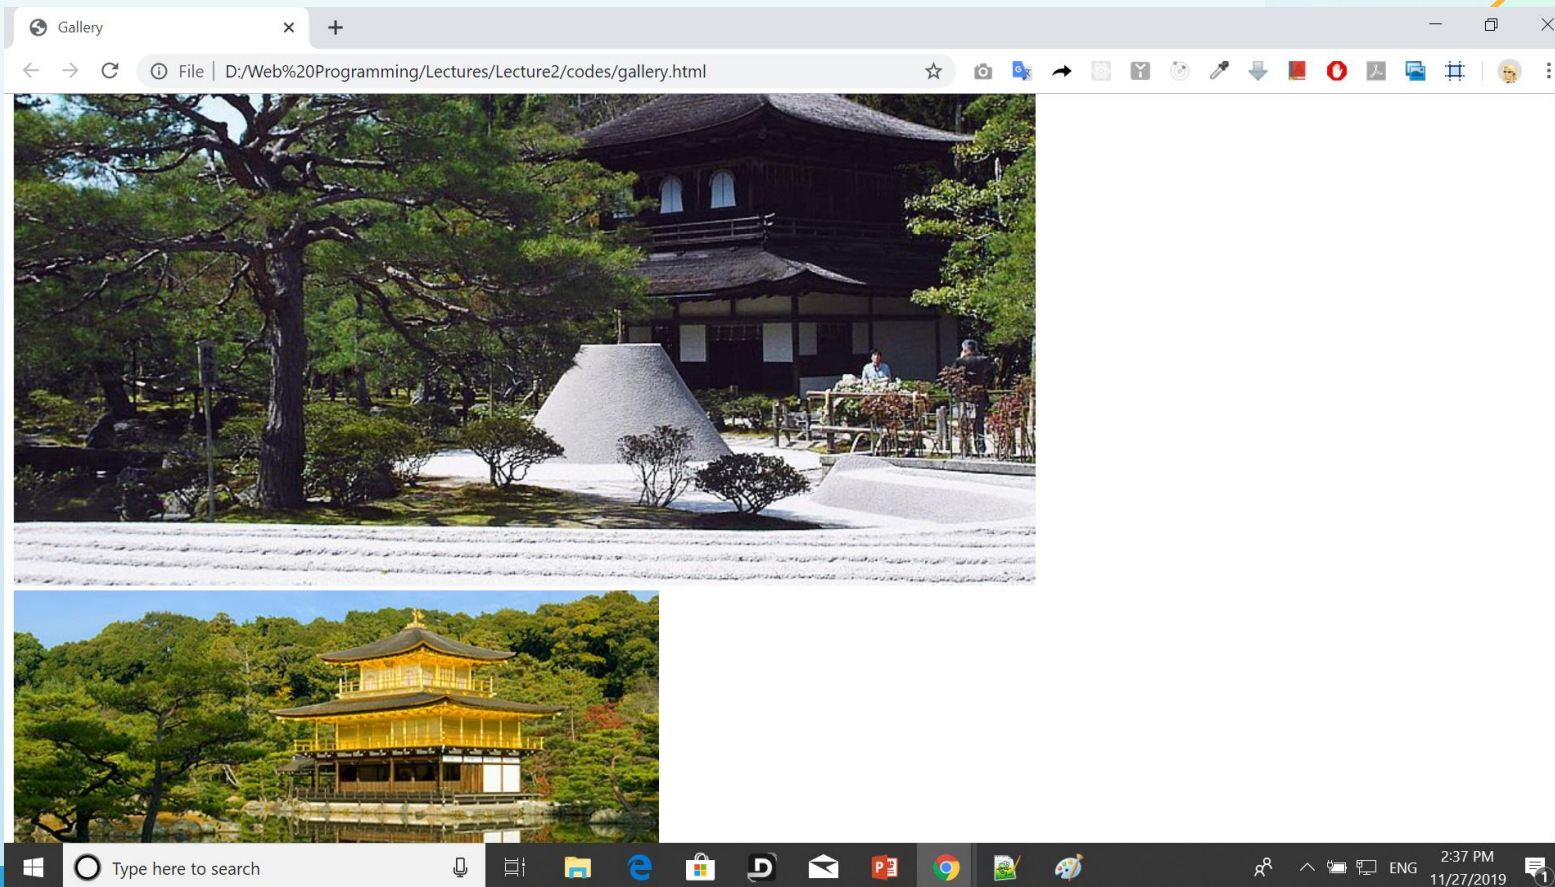 Gallery
File D:/Web%20Programming/Lectures/Lecture2/codes/gallery.html
Type here to search
ENG
2:37 PM
11/27/2019
1